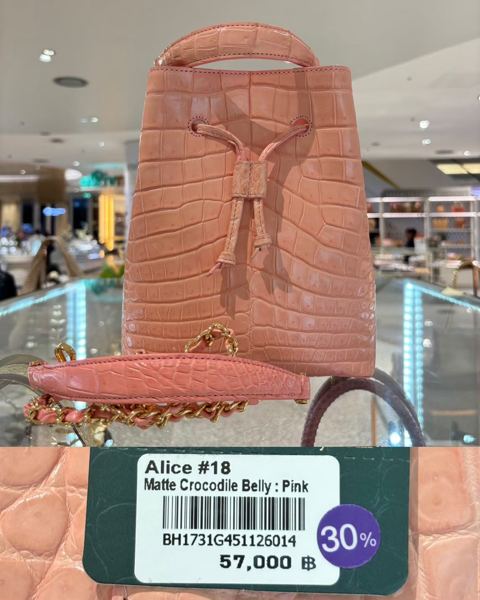 Alice #18
Matte Crocodile Belly : Pink
BH1731G451126014
30%
57,000 ฿